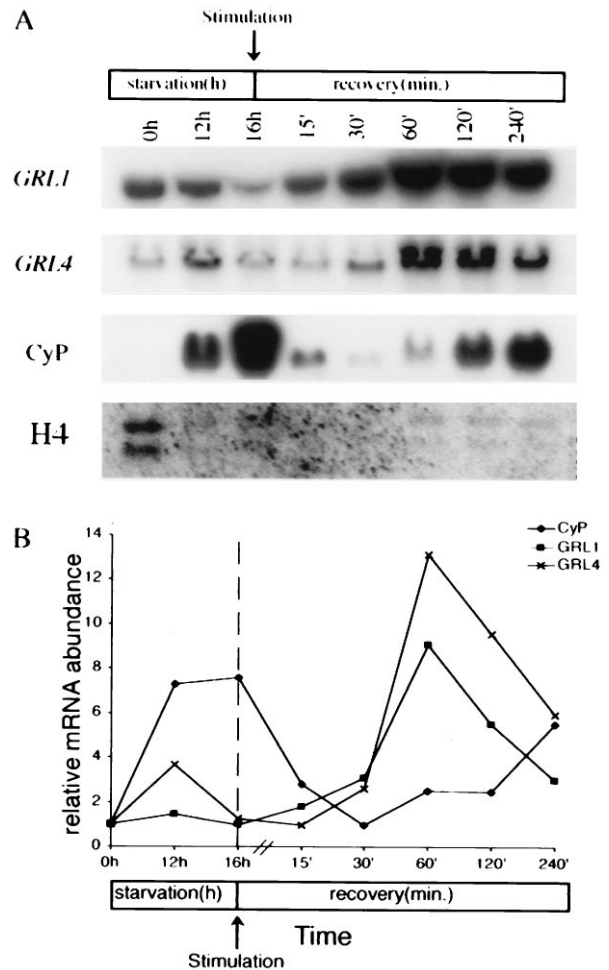 A
Stimulation
starvation(h) recovery(min.)
0h 12h 16h 15' 30' 60' 120' 240'
GRL1
GRL4
CyP
H4
B
14
12
10
8
6
4
2
0
relative mRNA abundance
CyP
GRL1
GRL4
0h 12h 16h 15' 30' 60' 120' 240'
starvation(h) recovery(min.)
Time
Stimulation